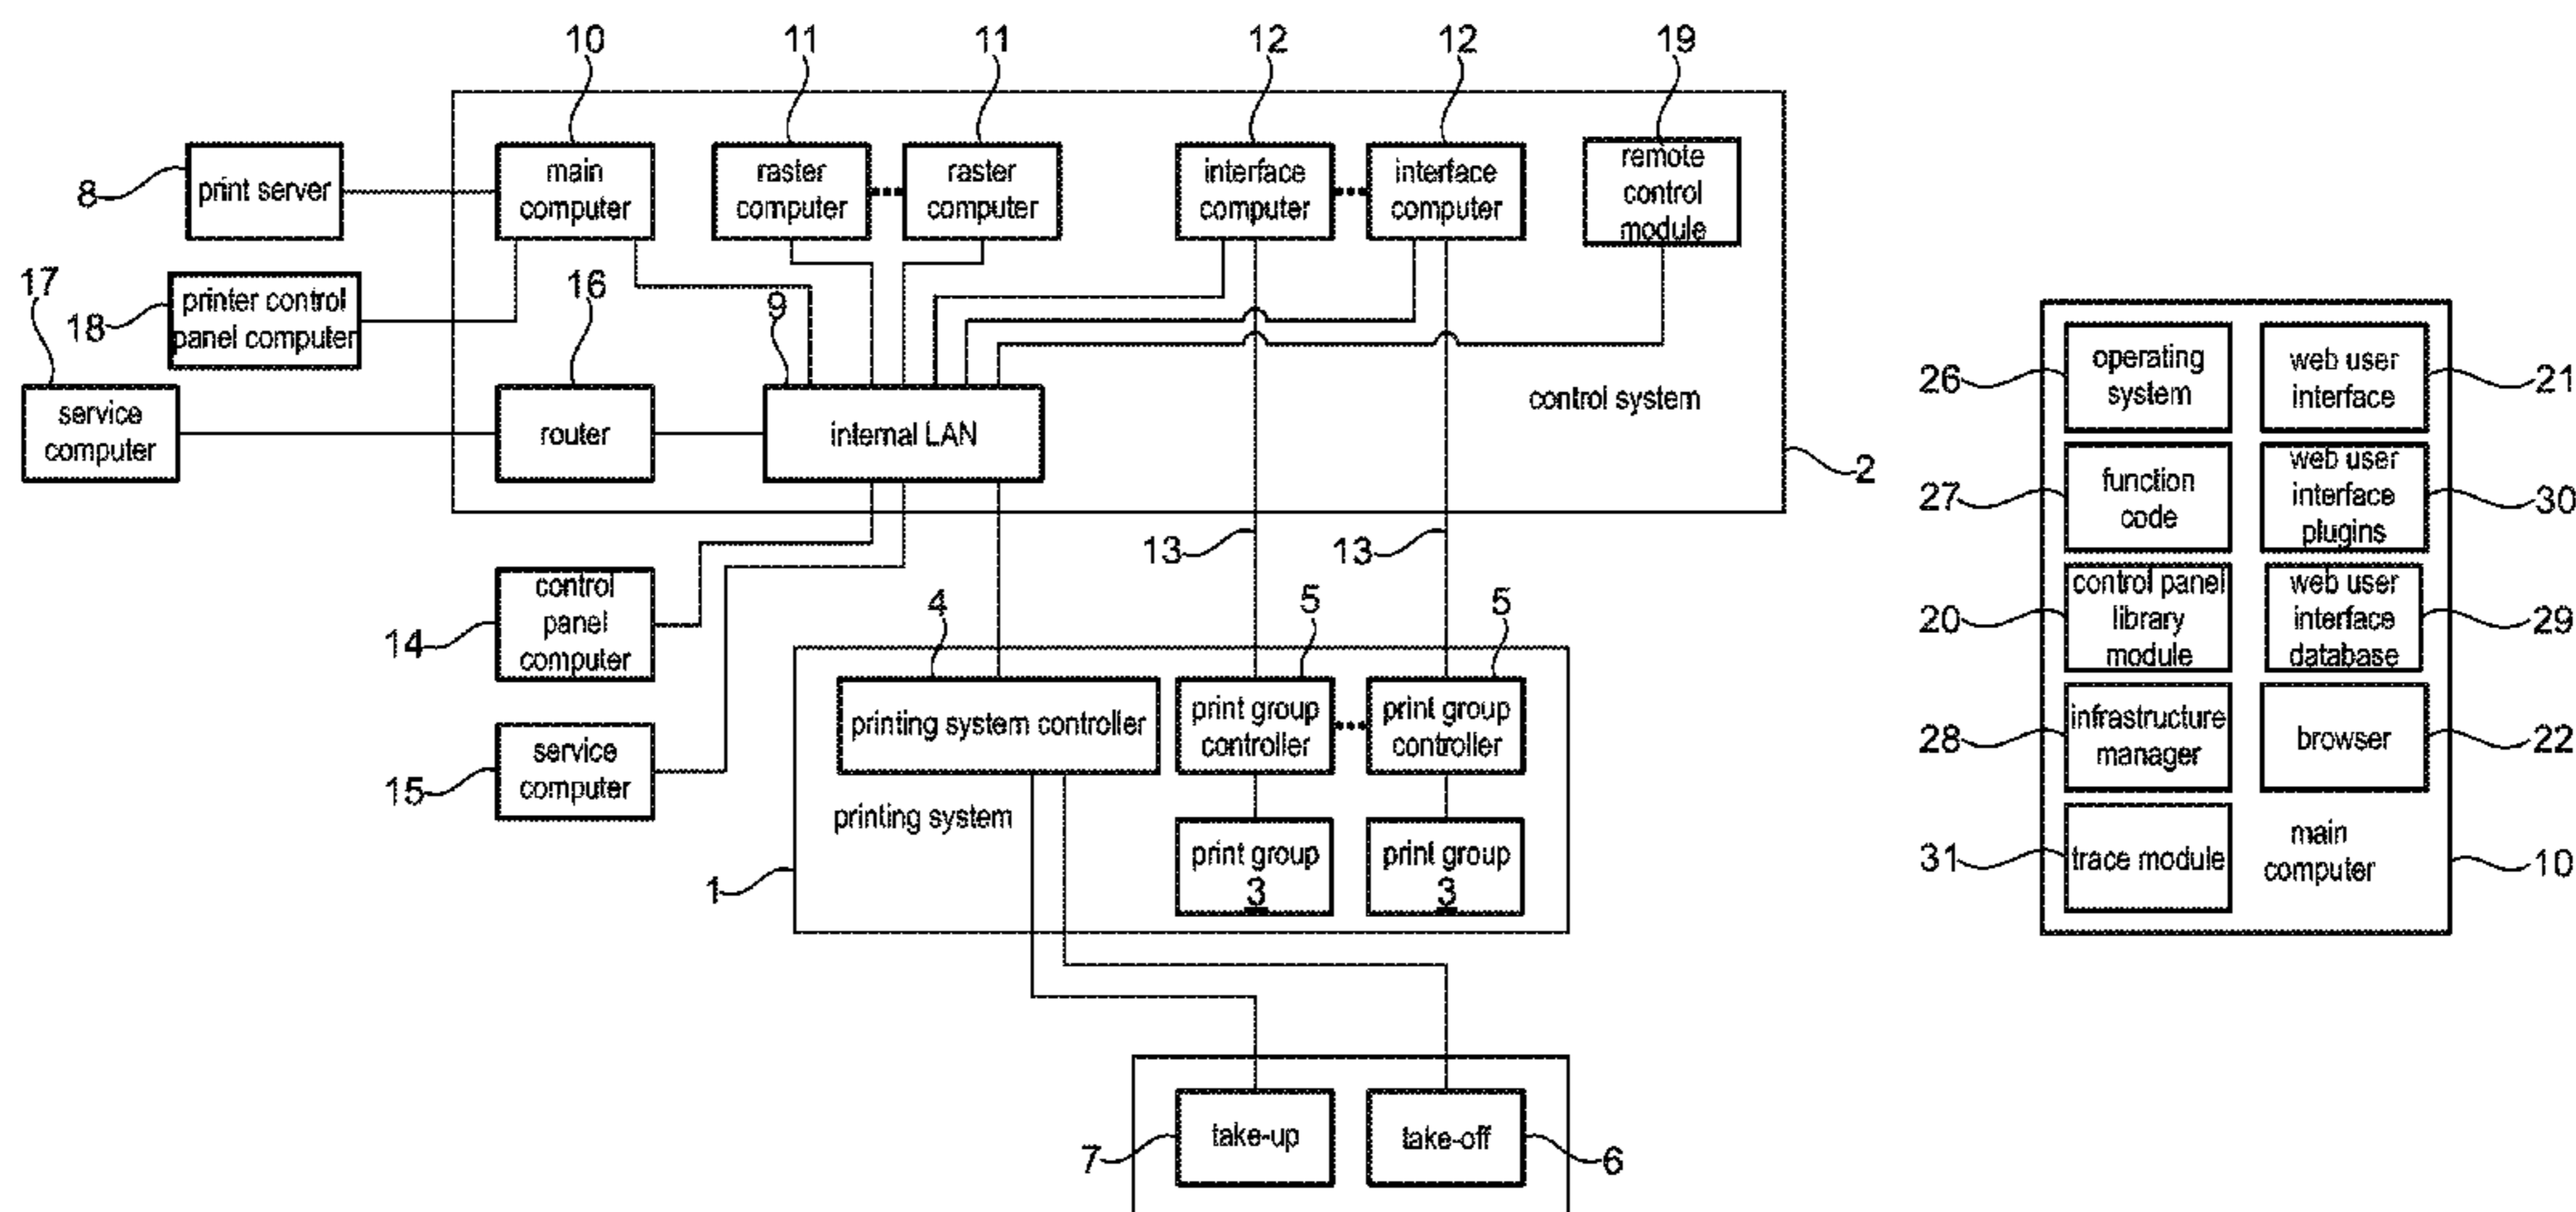 10
11
11
12
12
19
8
print server
main
computer
raster
computer
raster
computer
interface
computer
interface
computer
remote
control
module
17
18
printer control
panel computer
16
9
service
computer
router
internal LAN
control system
2
13
13
14
control
panel
computer
4
5
5
15
service
computer
printing system controller
print group
controller
print group
controller
printing system
1
print group
3
print group
3
7
take-up
take-off
6
26
operating
system
web user
interface
21
27
function
code
web user
interface
plugins
30
20
control panel
library
module
web user
interface
database
29
28
infrastructure
manager
browser
22
31
trace module
main
computer
10